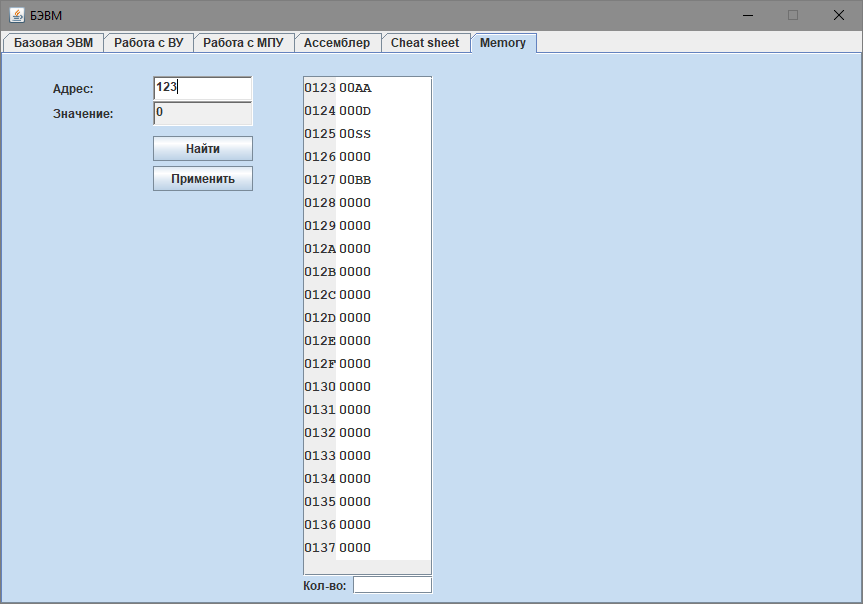 БЭВМ
Базовая ЭВМ Работа с ВУ Работа с МПУ Ассемблер Cheat sheet Memory
Адрес: 123
Значение: 0
Найти
Применить
0123 00AA
0124 000D
0125 00SS
0126 0000
0127 00BB
0128 0000
0129 0000
012A 0000
012B 0000
012C 0000
012D 0000
012E 0000
012F 0000
0130 0000
0131 0000
0132 0000
0133 0000
0134 0000
0135 0000
0136 0000
0137 0000
Кол-во: